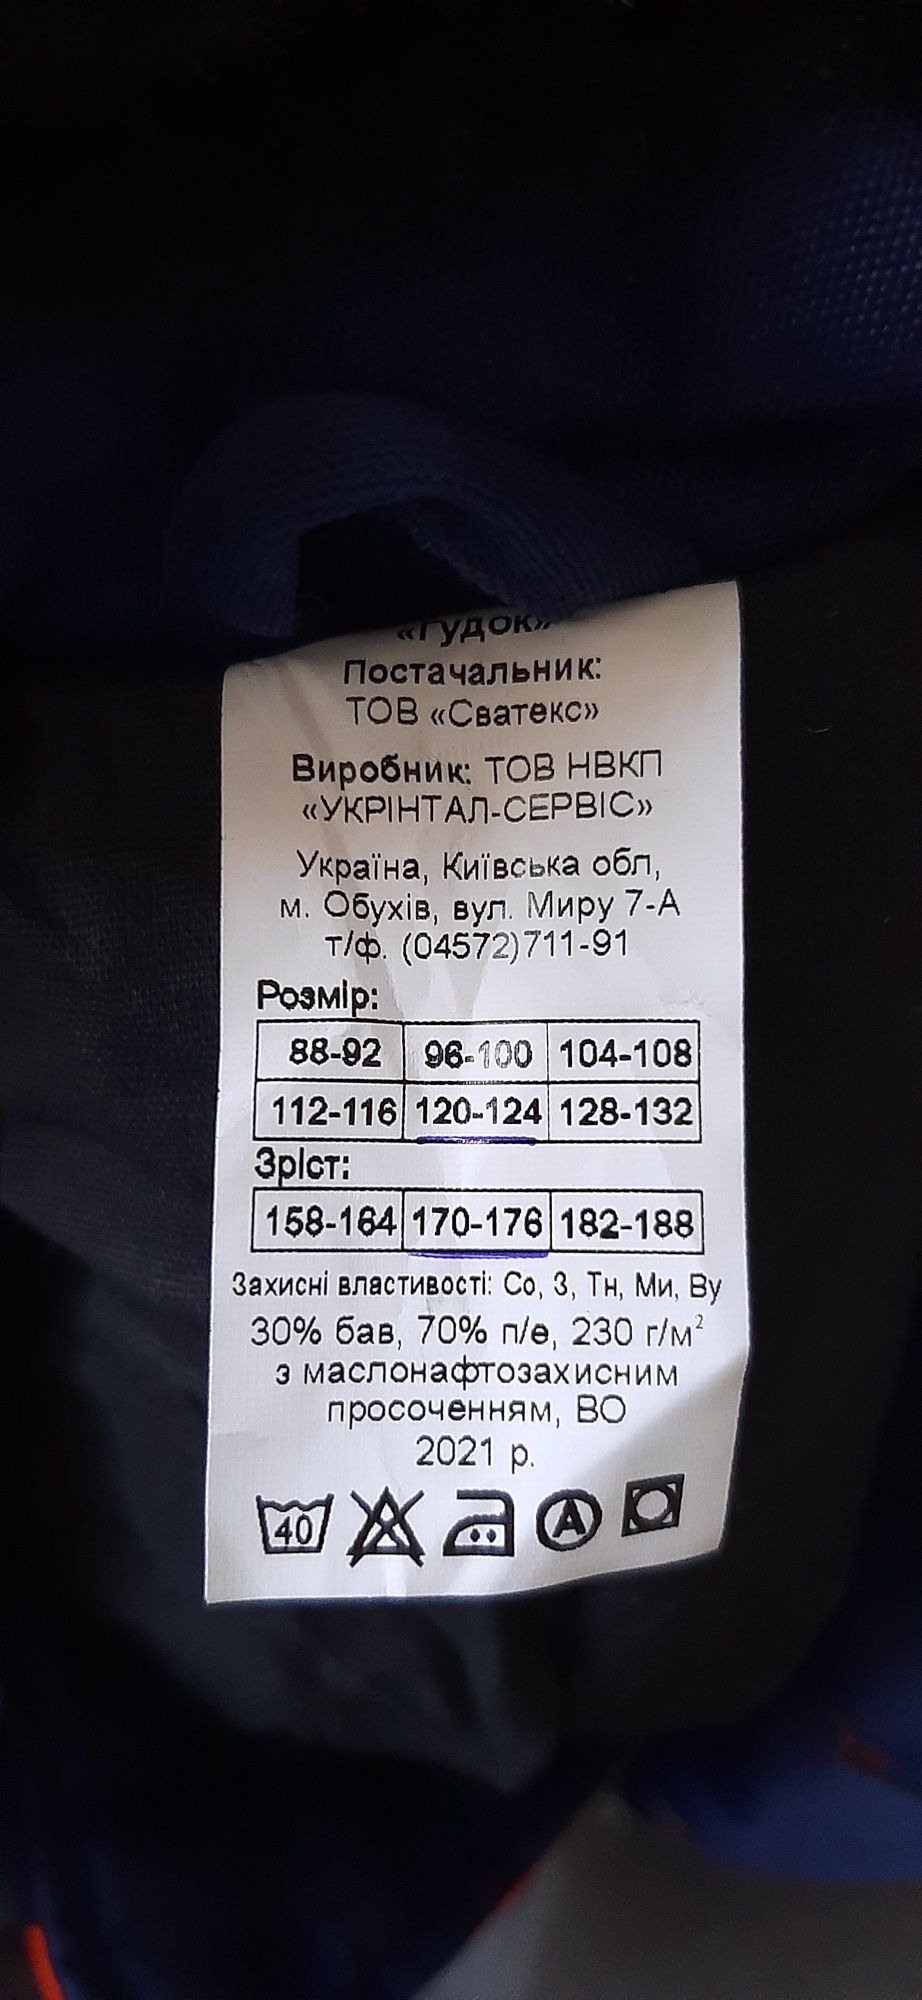 «Гудок»
Постачальник:
ТОВ «Сватекс»
Виробник: ТОВ НВКП
«УКРІНТАЛ-СЕРВІС»
Україна, Київська обл,
м. Обухів, вул. Миру 7-А
т/ф. (04572)711-91
Розмір:
88-92 96-100 104-108
112-116 120-124 128-132
Зріст:
158-164 170-176 182-188
Захисні властивості: Со, З, Тн, Ми, Ву
30% бав, 70% п/е, 230 г/м²
з маслонафтозахисним
просоченням, ВО
2021 р.
40 A